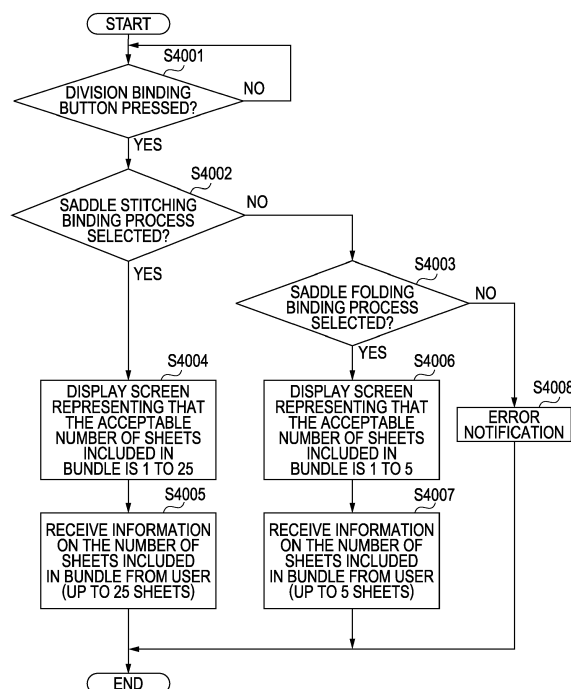 START
S4001
DIVISION BINDING
BUTTON PRESSED?
NO
YES
S4002
SADDLE STITCHING
BINDING PROCESS
SELECTED?
NO
YES
S4003
SADDLE FOLDING
BINDING PROCESS
SELECTED?
NO
YES
S4004
DISPLAY SCREEN
REPRESENTING THAT
THE ACCEPTABLE
NUMBER OF SHEETS
INCLUDED IN
BUNDLE IS 1 TO 25
S4006
DISPLAY SCREEN
REPRESENTING THAT
THE ACCEPTABLE
NUMBER OF SHEETS
INCLUDED IN
BUNDLE IS 1 TO 5
S4008
ERROR
NOTIFICATION
S4005
RECEIVE INFORMATION
ON THE NUMBER OF
SHEETS INCLUDED
IN BUNDLE FROM USER
(UP TO 25 SHEETS)
S4007
RECEIVE INFORMATION
ON THE NUMBER OF
SHEETS INCLUDED
IN BUNDLE FROM USER
(UP TO 5 SHEETS)
END